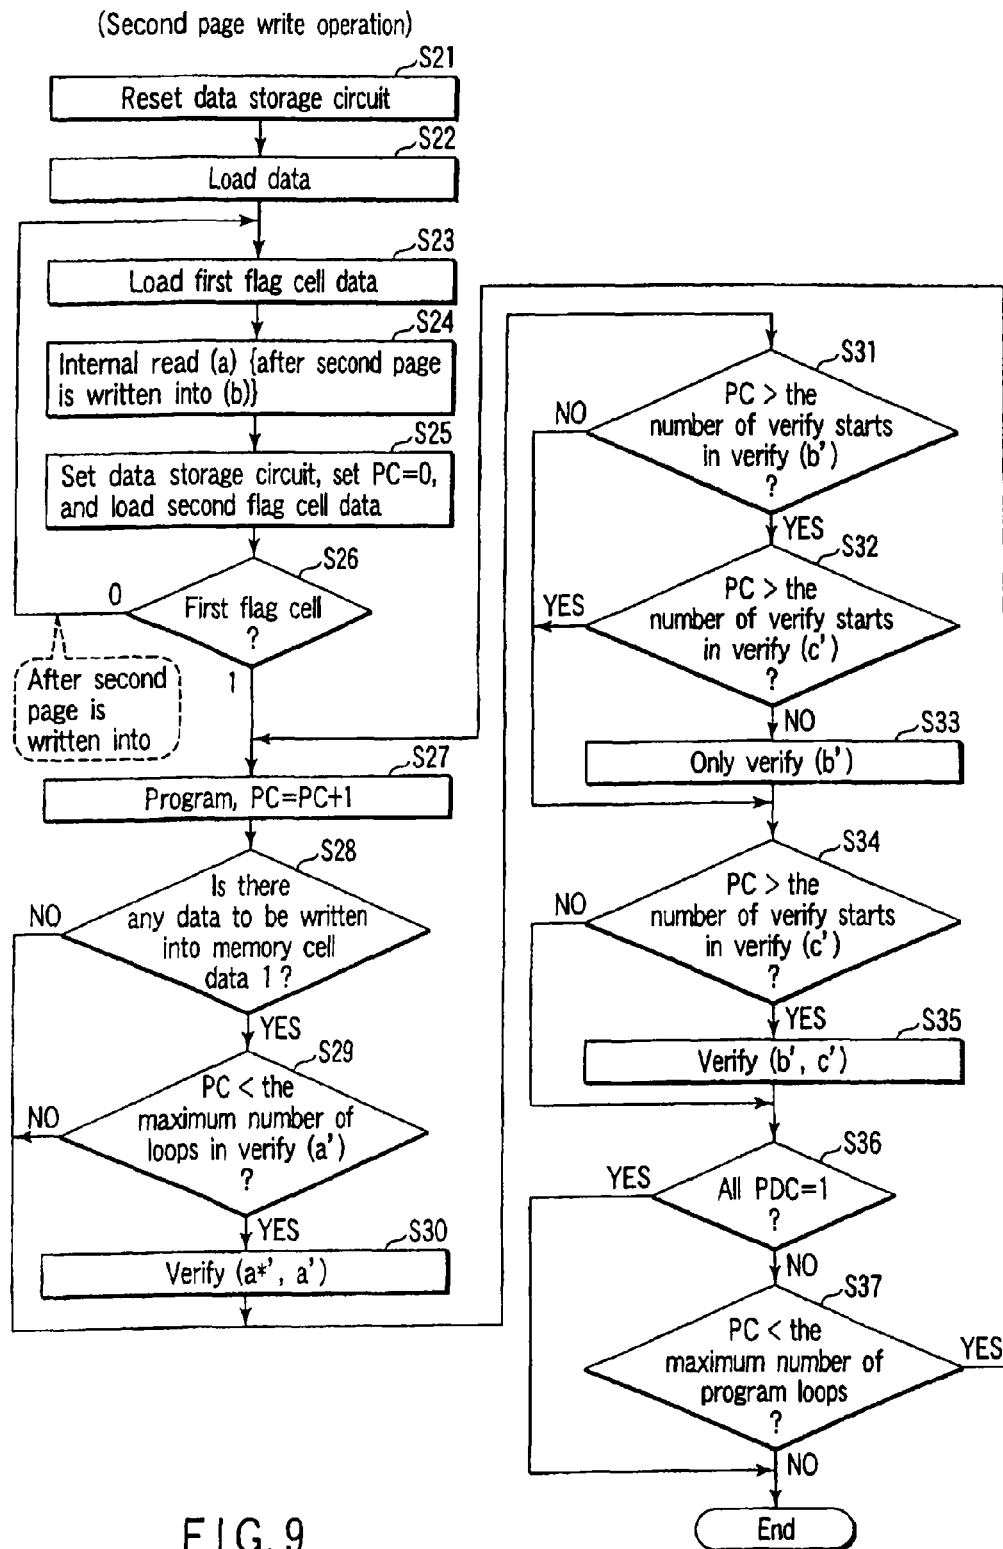 (Second page write operation)
S21
Reset data storage circuit
S22
Load data
S23
Load first flag cell data
S24
Internal read (a) {after second page
is written into (b)}
S25
Set data storage circuit, set PC=0,
and load second flag cell data
S26
First flag cell
?
0
1
After second
page is
written into
S27
Program, PC=PC+1
S28
Is there
any data to be written
into memory cell
data 1 ?
NO
YES
S29
PC < the
maximum number of
loops in verify (a')
?
NO
YES
S30
Verify (a*', a')
S31
PC > the
number of verify starts
in verify (b')
?
NO
YES
S32
PC > the
number of verify starts
in verify (c')
?
YES
NO
S33
Only verify (b')
S34
PC > the
number of verify starts
in verify (c')
?
NO
YES
S35
Verify (b', c')
S36
All PDC=1
?
YES
NO
S37
PC < the
maximum number of
program loops
?
YES
NO
End
FIG. 9